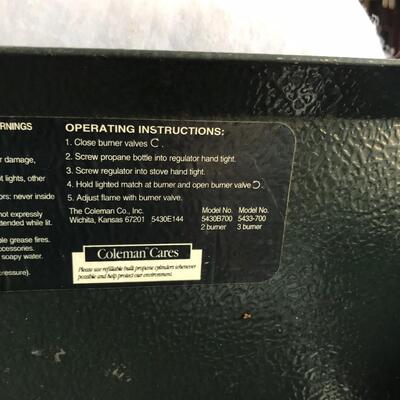 RNINGS
r damage,
t lights, other
ors: never inside
not expressly
tended while lit.
ble grease fires.
ccessories.
soapy water.
ressure).
OPERATING INSTRUCTIONS:
1. Close burner valves
2. Screw propane bottle into regulator hand tight.
3. Screw regulator into stove hand tight.
4. Hold lighted match at burner and open burner valve
5. Adjust flame with burner valve.
The Coleman Co., Inc. Model No. Model No.
Wichita, Kansas 67201 5430E144 5430B700 5433-700
2 burner 3 burner
Coleman Cares
Please use refillable bulk propane cylinders whenever
possible and help protect our environment.